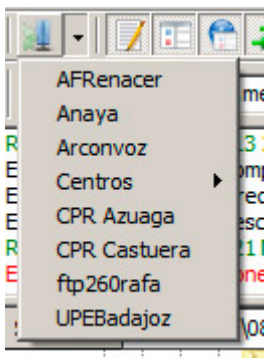 AFRenacer
Anaya
Arconvoz
Centros
CPR Azuaga
CPR Castuera
ftp260rafa
UPEBadajoz